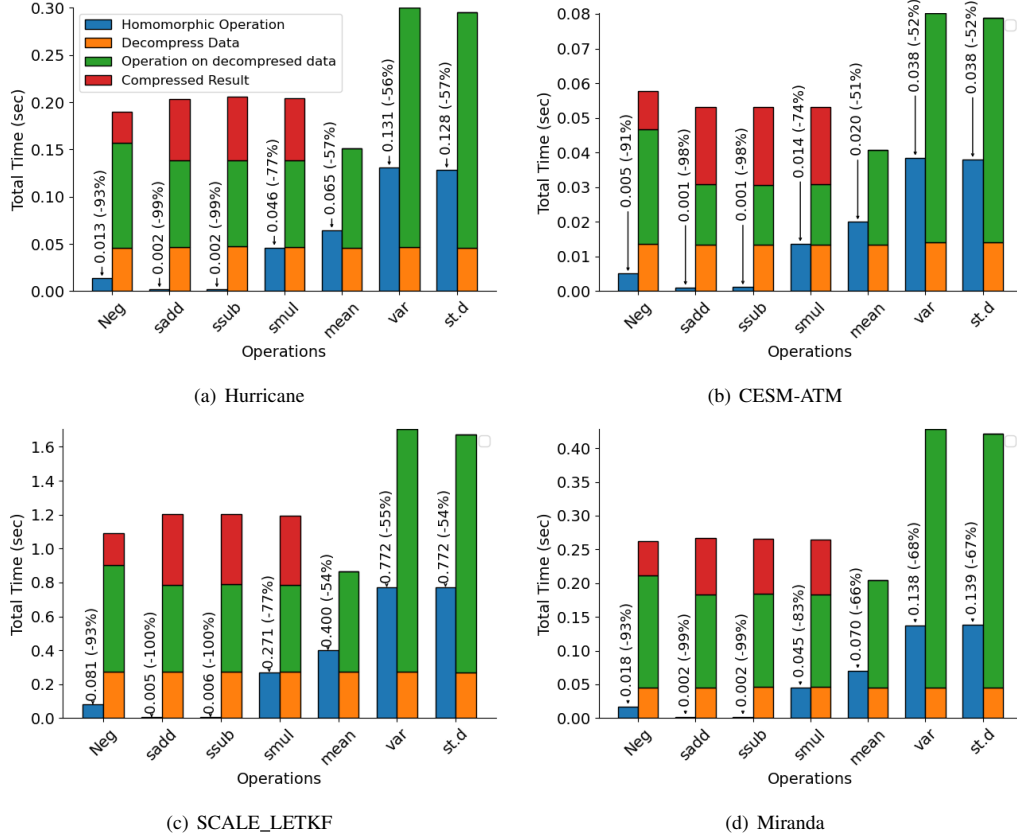 Total Time (sec)
0.30
0.25
0.20
0.15
0.10
0.05
0.00
Homomorphic Operation
Decompress Data
Operation on decompresed data
Compressed Result
0.013 (-93%)
0.002 (-99%)
0.002 (-99%)
0.046 (-77%)
0.065 (-57%)
0.131 (-56%)
0.128 (-57%)
Neg
sadd
ssub
smul
mean
var
st.d
Operations
(a) Hurricane
Total Time (sec)
0.08
0.07
0.06
0.05
0.04
0.03
0.02
0.01
0.00
0.005 (-91%)
0.001 (-98%)
0.001 (-98%)
0.014 (-74%)
0.020 (-51%)
0.038 (-52%)
0.038 (-52%)
Neg
sadd
ssub
smul
mean
var
st.d
Operations
(b) CESM-ATM
Total Time (sec)
1.6
1.4
1.2
1.0
0.8
0.6
0.4
0.2
0.0
0.081 (-93%)
0.005 (-100%)
0.006 (-100%)
0.271 (-77%)
0.400 (-54%)
0.772 (-55%)
0.772 (-54%)
Neg
sadd
ssub
smul
mean
var
st.d
Operations
(c) SCALE_LETKF
Total Time (sec)
0.40
0.35
0.30
0.25
0.20
0.15
0.10
0.05
0.00
0.018 (-93%)
0.002 (-99%)
0.002 (-99%)
0.045 (-83%)
0.070 (-66%)
0.138 (-68%)
0.139 (-67%)
Neg
sadd
ssub
smul
mean
var
st.d
Operations
(d) Miranda